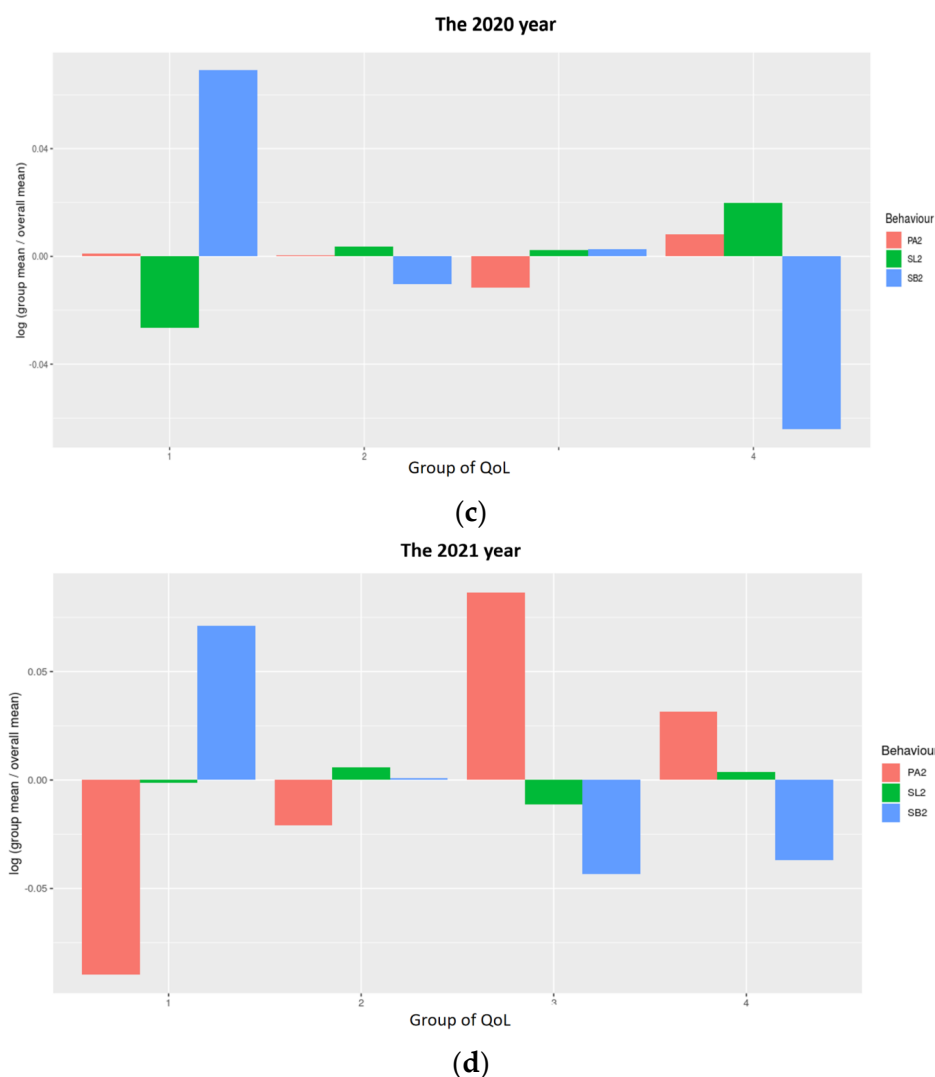 The 2020 year
log (group mean / overall mean)
0.04
0.00
-0.04
1
2
4
Group of QoL
Behaviour
PA2
SL2
SB2
(c)
The 2021 year
log (group mean / overall mean)
0.05
0.00
-0.05
1
2
3
4
Group of QoL
Behaviour
PA2
SL2
SB2
(d)